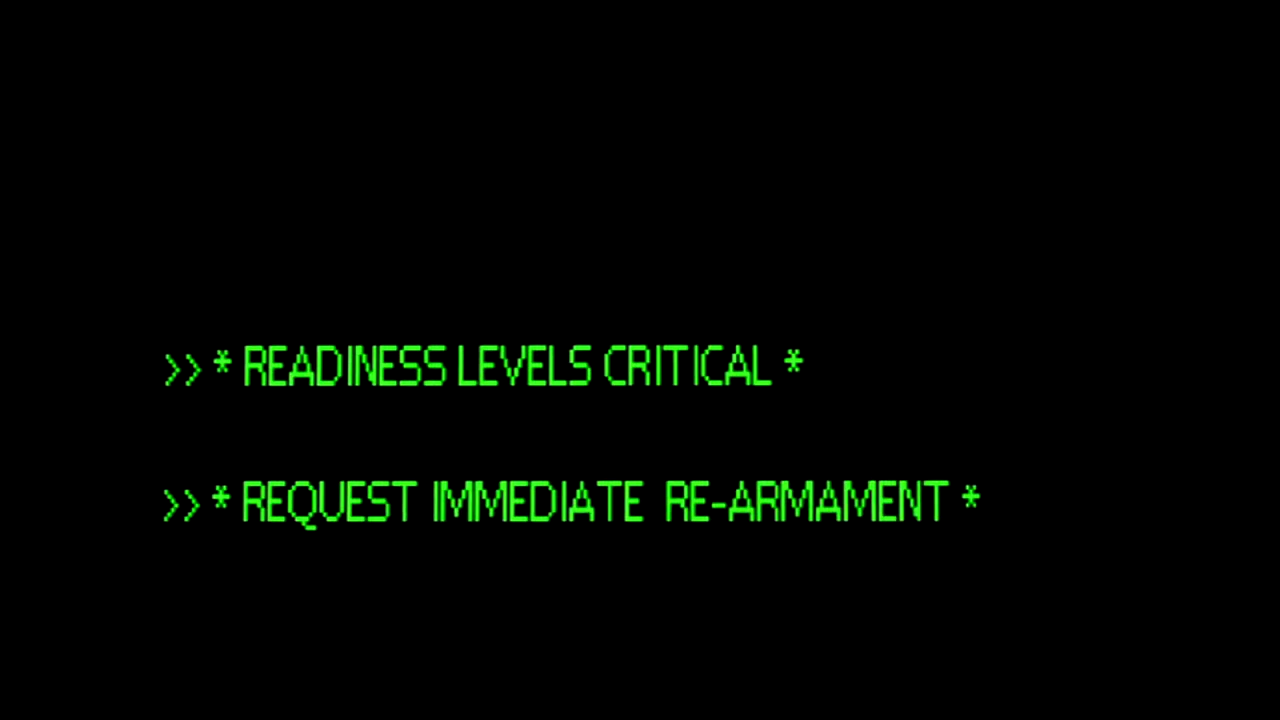 >> * READINESS LEVELS CRITICAL *
>> * REQUEST IMMEDIATE RE-ARMAMENT *